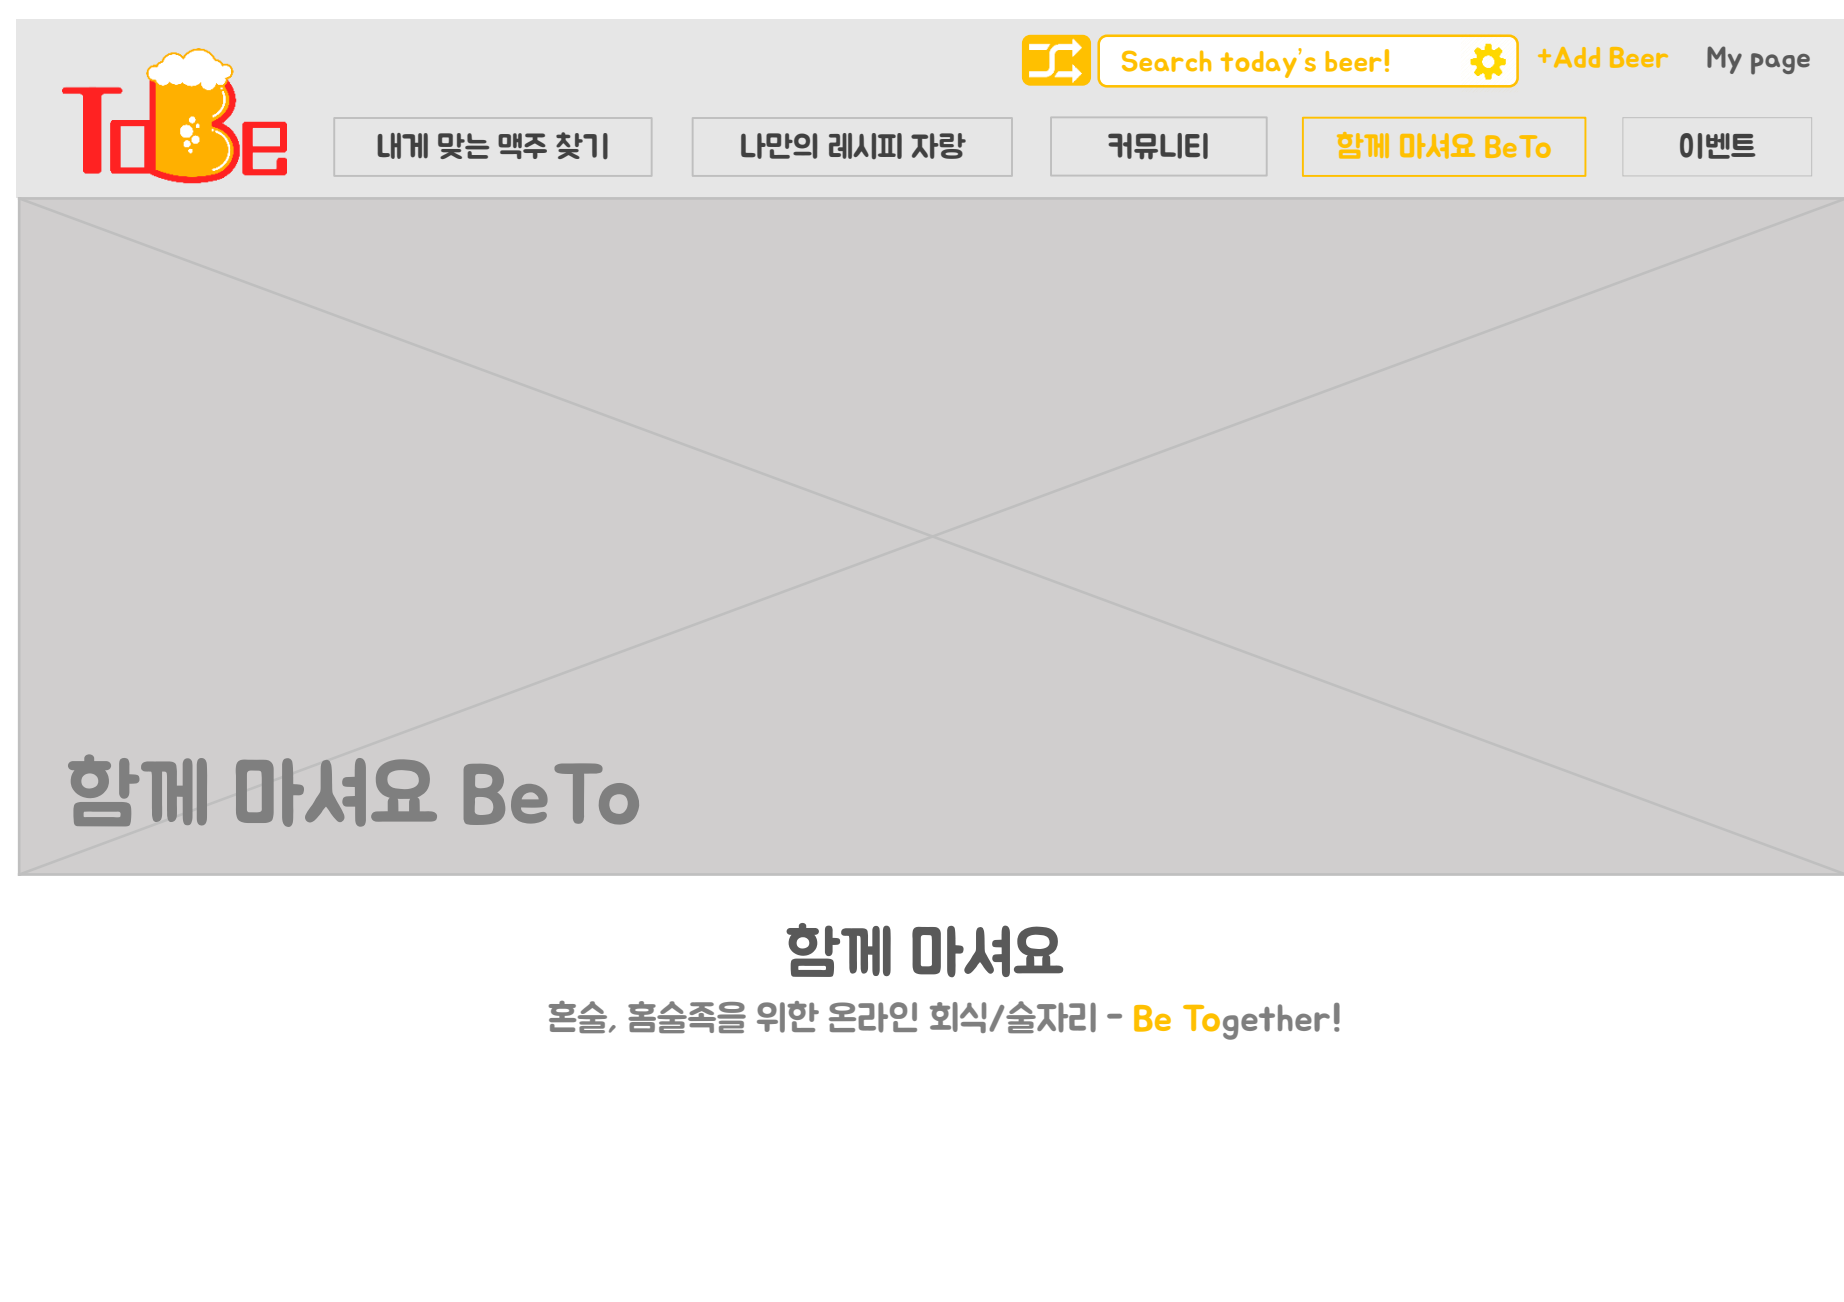 ToBe
Search today's beer!
+Add Beer
My page
내게 맞는 맥주 찾기
나만의 레시피 자랑
커뮤니티
함께 마셔요 BeTo
이벤트
함께 마셔요 BeTo
함께 마셔요
혼술, 홈술족을 위한 온라인 회식/술자리 - Be Together!